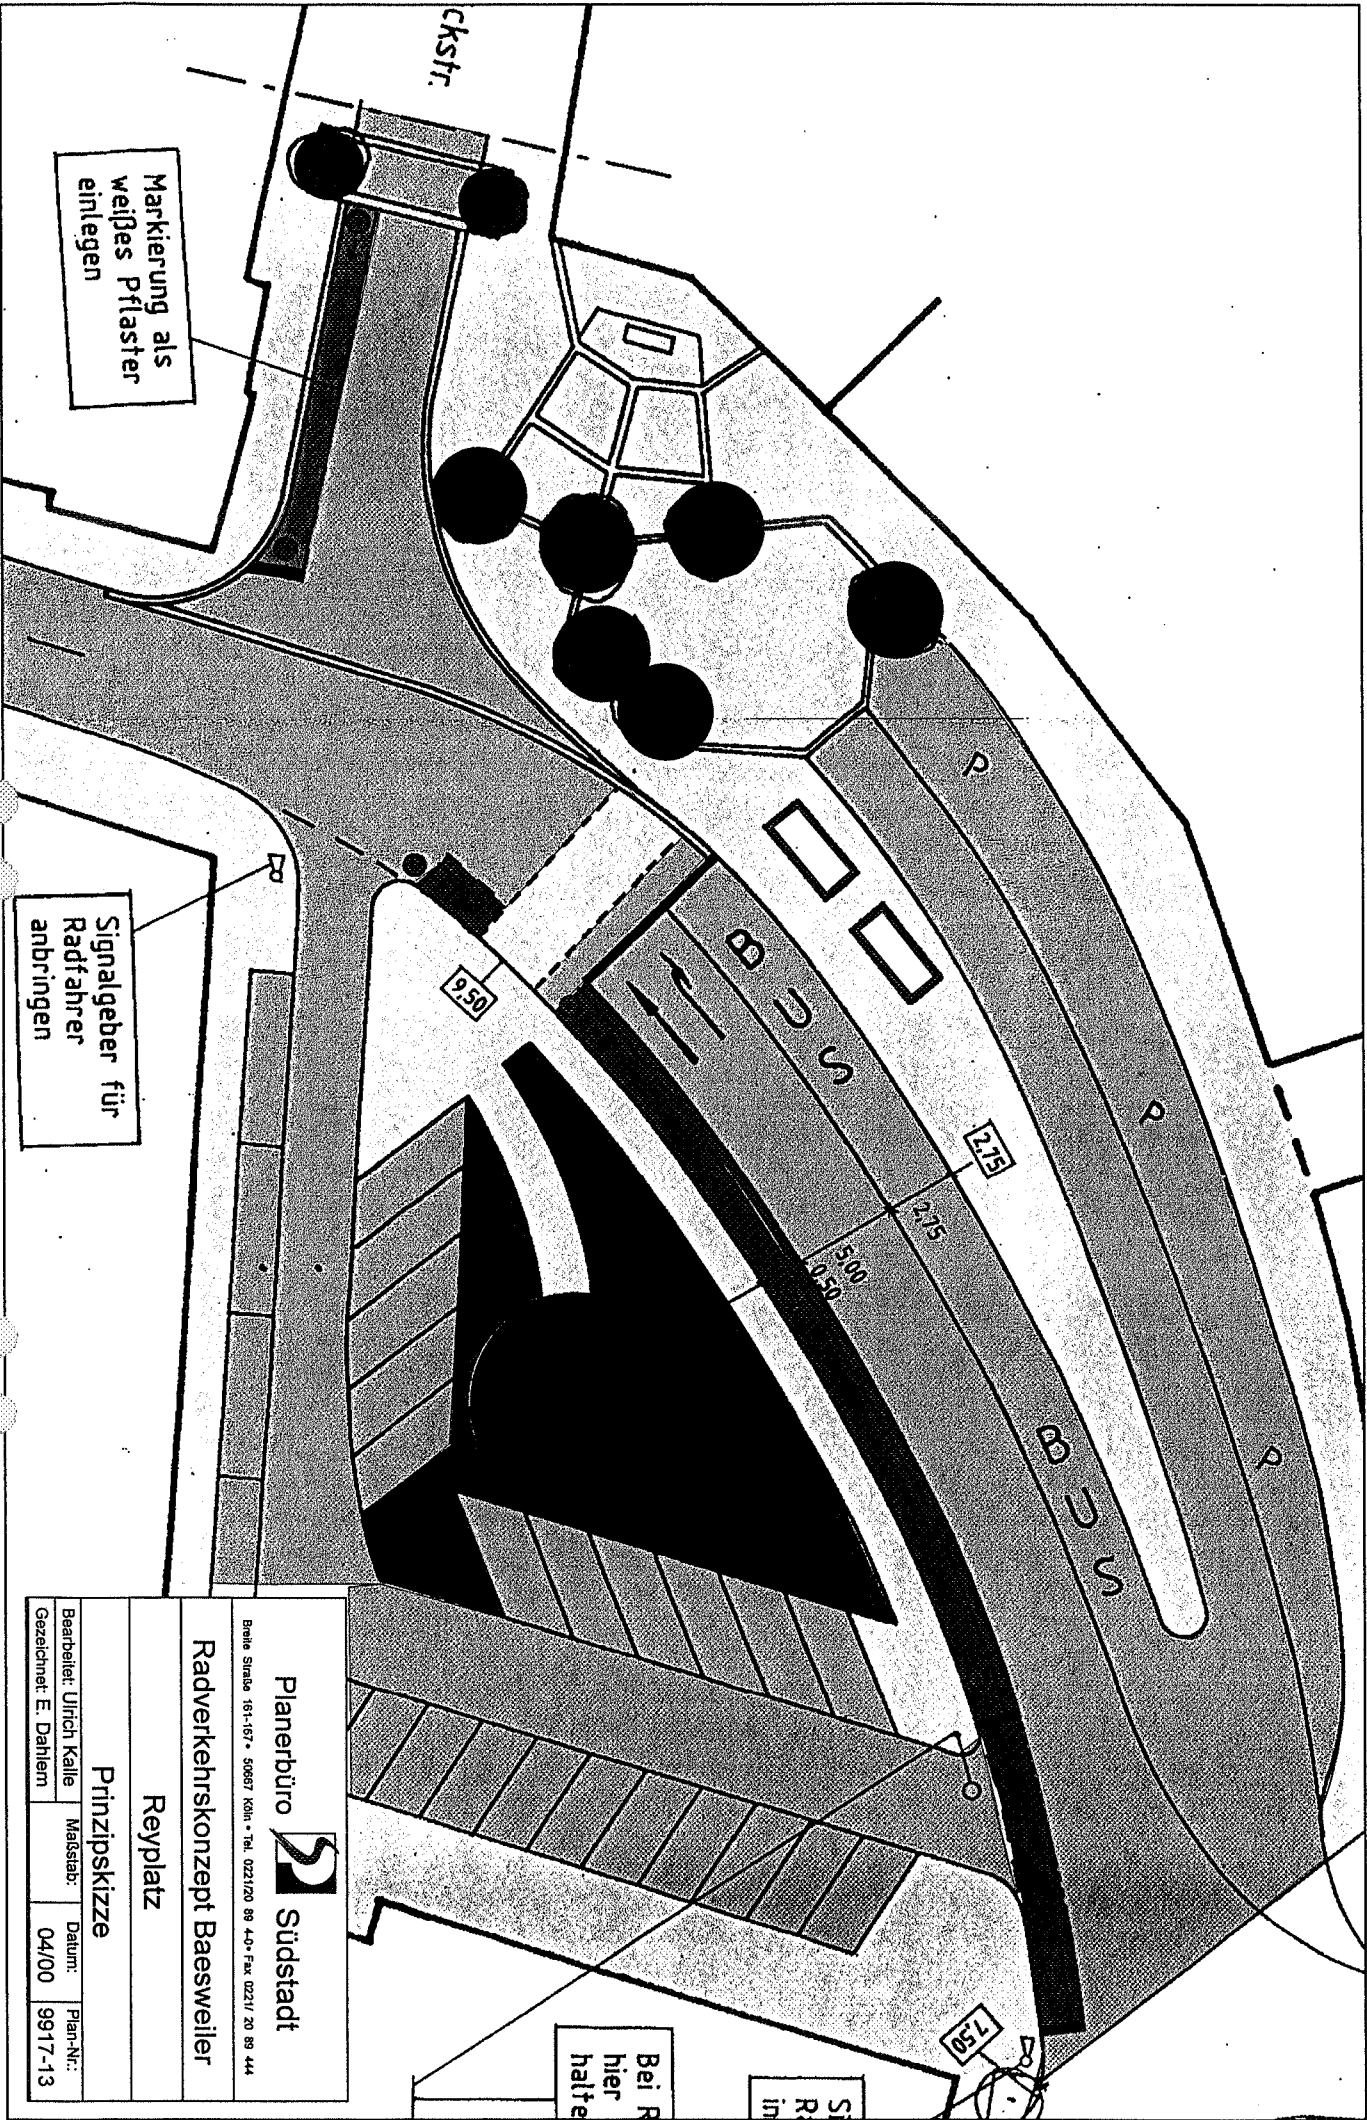 ckstr.
Markierung als
weißes Pflaster
einlegen
P
P
P
BUS
BUS
9,50
2,75
2,75
5,00
0,50
7,50
Signalgeber für
Radfahrer
anbringen
Bei R
hier
halte
Si
Ra
in
Planerbüro Südstadt
Breite Straße 161-167 • 50667 Köln • Tel. 0221/20 89 4-0 • Fax 0221/ 20 89 444
Radverkehrskonzept Baesweiler
Reyplatz
Prinzipskizze
Bearbeitet: Ulrich Kalle
Gezeichnet: E. Dahlem
Maßstab:
Datum:
04/00
Plan-Nr.:
9917-13